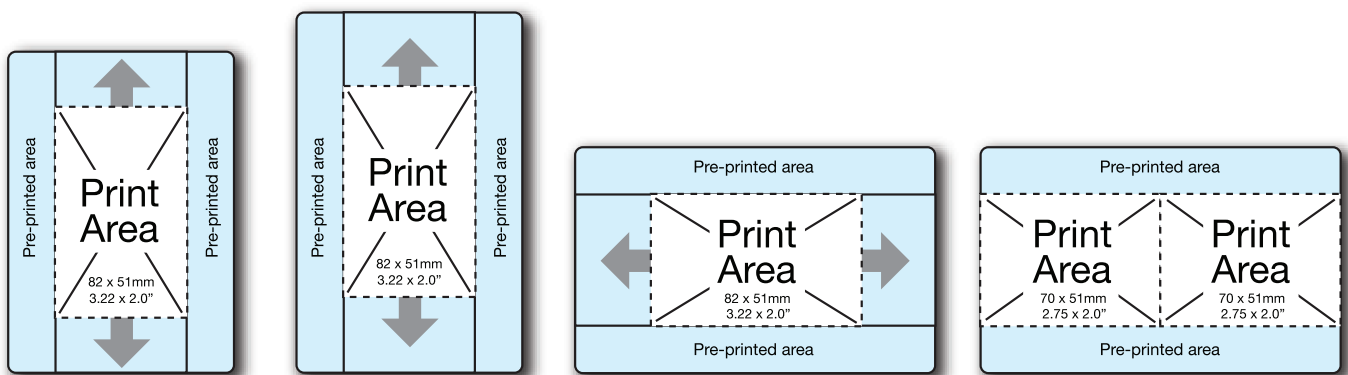 Pre-printed area
Print
Area
82 x 51mm
3.22 x 2.0”
Pre-printed area
Pre-printed area
Print
Area
82 x 51mm
3.22 x 2.0”
Pre-printed area
Pre-printed area
Print
Area
82 x 51mm
3.22 x 2.0”
Pre-printed area
Pre-printed area
Print
Area
70 x 51mm
2.75 x 2.0”
Print
Area
70 x 51mm
2.75 x 2.0”
Pre-printed area